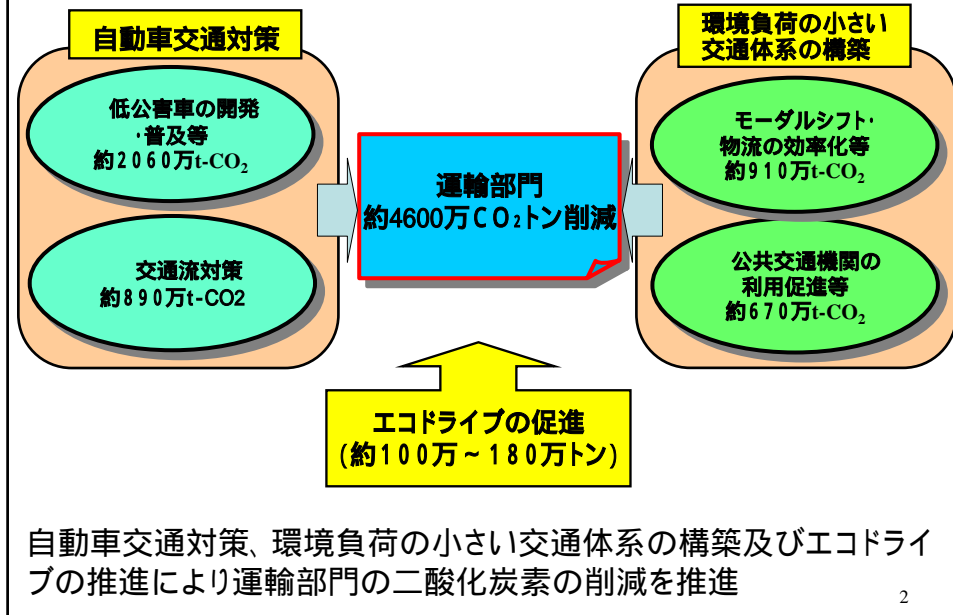 自動車交通対策
低公害車の開発
・普及等
約2060万t-CO₂
交通流対策
約890万t-CO2
運輸部門
約4600万CO₂トン削減
環境負荷の小さい
交通体系の構築
モーダルシフト・
物流の効率化等
約910万t-CO₂
公共交通機関の
利用促進等
約670万t-CO₂
エコドライブの促進
(約100万~180万トン)
自動車交通対策、環境負荷の小さい交通体系の構築及びエコドライ
ブの推進により運輸部門の二酸化炭素の削減を推進
2